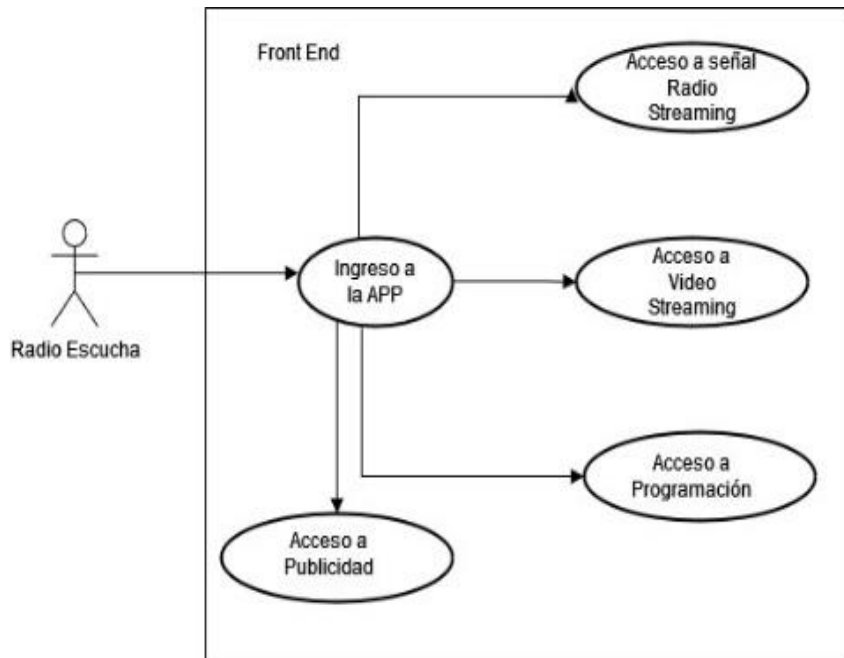 Front End
Acceso a señal
Radio
Streaming
Ingreso a
la APP
Acceso a
Video
Streaming
Radio Escucha
Acceso a
Programación
Acceso a
Publicidad